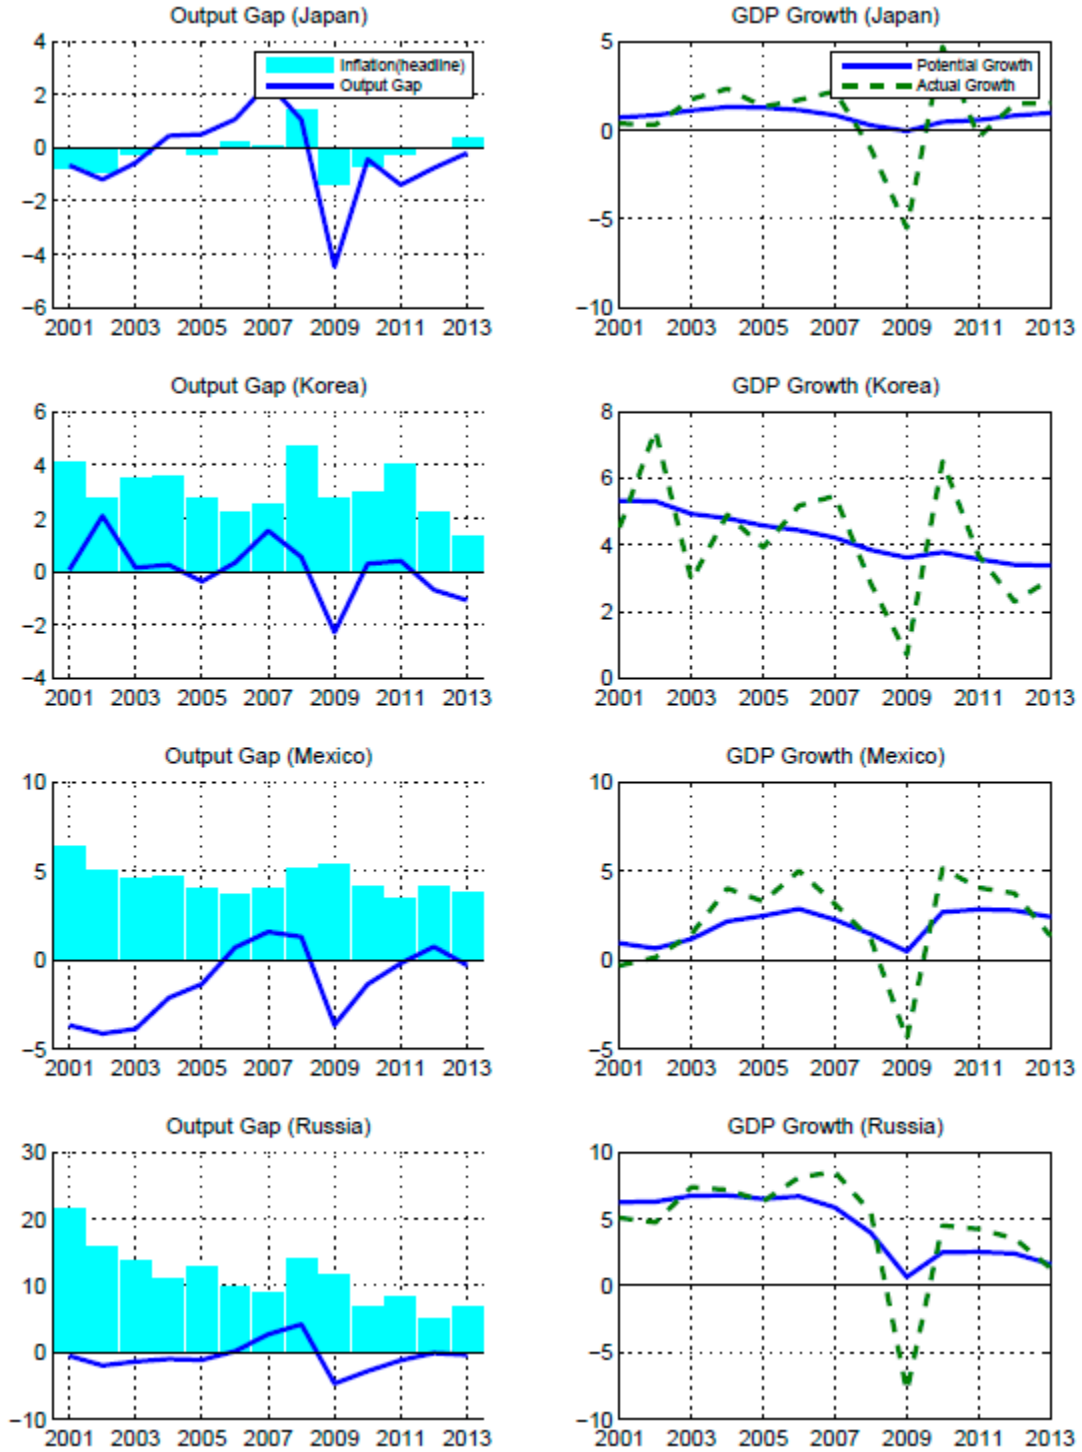 Output Gap (Japan)
4
2
0
−2
−4
−6
2001 2003 2005 2007 2009 2011 2013
Inflation(headline)
Output Gap
GDP Growth (Japan)
5
0
−5
−10
2001 2003 2005 2007 2009 2011 2013
Potential Growth
Actual Growth
Output Gap (Korea)
6
4
2
0
−2
−4
2001 2003 2005 2007 2009 2011 2013
GDP Growth (Korea)
8
6
4
2
0
2001 2003 2005 2007 2009 2011 2013
Output Gap (Mexico)
10
5
0
−5
2001 2003 2005 2007 2009 2011 2013
GDP Growth (Mexico)
10
5
0
−5
2001 2003 2005 2007 2009 2011 2013
Output Gap (Russia)
30
20
10
0
−10
2001 2003 2005 2007 2009 2011 2013
GDP Growth (Russia)
10
5
0
−5
−10
2001 2003 2005 2007 2009 2011 2013